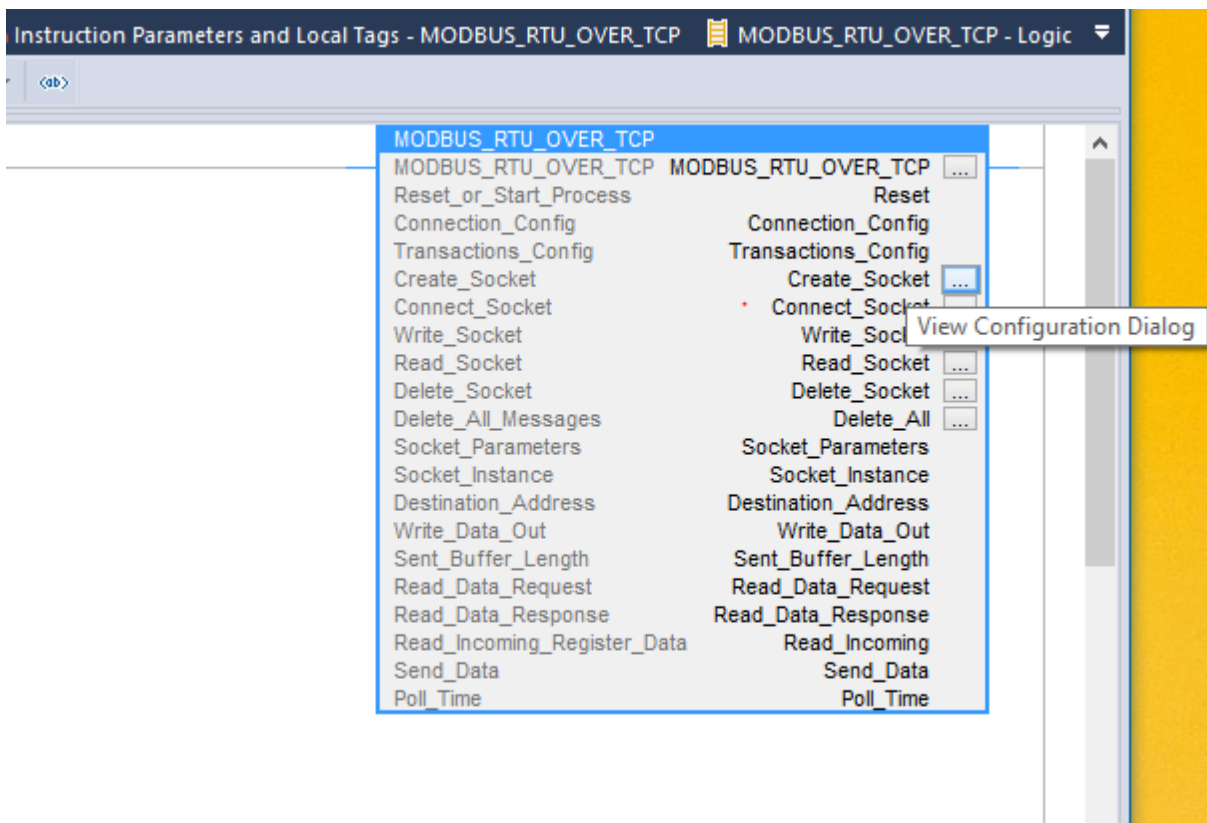 Instruction Parameters and Local Tags - MODBUS_RTU_OVER_TCP MODBUS_RTU_OVER_TCP - Logic
<ab>
MODBUS_RTU_OVER_TCP
MODBUS_RTU_OVER_TCP MODBUS_RTU_OVER_TCP ...
Reset_or_Start_Process Reset
Connection_Config Connection_Config
Transactions_Config Transactions_Config
Create_Socket Create_Socket ...
Connect_Socket * Connect_Socket
View Configuration Dialog
Write_Socket
Read_Socket Read_Socket ...
Delete_Socket Delete_Socket ...
Delete_All_Messages Delete_All ...
Socket_Parameters Socket_Parameters
Socket_Instance Socket_Instance
Destination_Address Destination_Address
Write_Data_Out Write_Data_Out
Sent_Buffer_Length Sent_Buffer_Length
Read_Data_Request Read_Data_Request
Read_Data_Response Read_Data_Response
Read_Incoming_Register_Data Read_Incoming
Send_Data Send_Data
Poll_Time Poll_Time